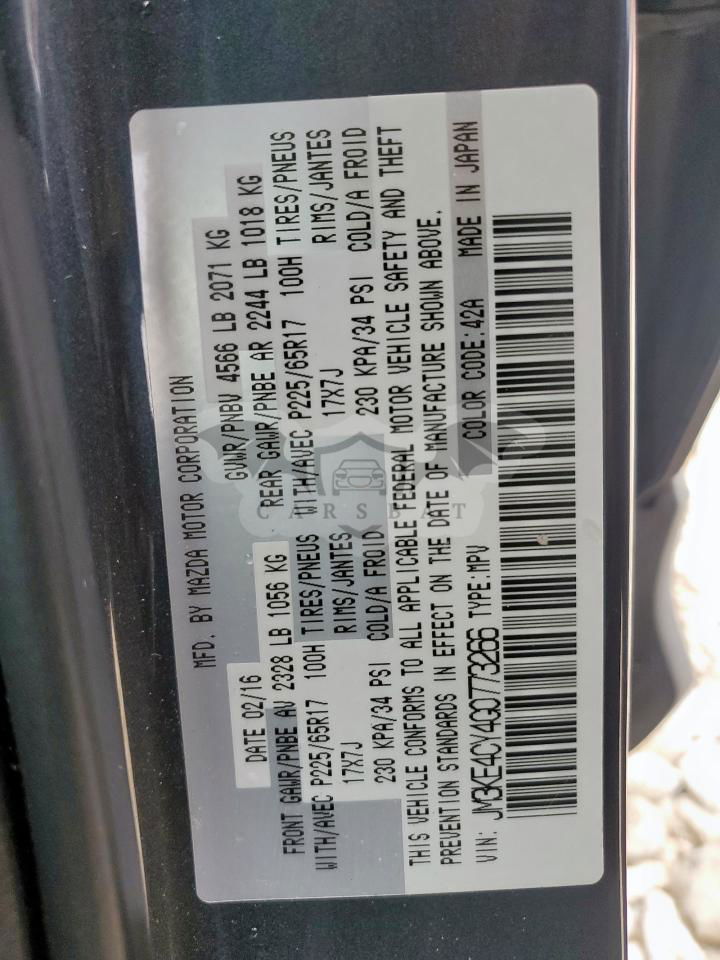 MFD. BY MAZDA MOTOR CORPORATION
DATE 02/16 GVWR/PNBV 4566 LB 2071 KG
FRONT GAWR/PNBE AV 2328 LB 1056 KG REAR GAWR/PNBE AR 2244 LB 1018 KG
WITH/AVEC P225/65R17 100H TIRES/PNEUS WITH/AVEC P225/65R17 100H TIRES/PNEUS
17X7J RIMS/JANTES 17X7J RIMS/JANTES
230 KPA/34 PSI COLD/A FROID 230 KPA/34 PSI COLD/A FROID
THIS VEHICLE CONFORMS TO ALL APPLICABLE FEDERAL MOTOR VEHICLE SAFETY AND THEFT
PREVENTION STANDARDS IN EFFECT ON THE DATE OF MANUFACTURE SHOWN ABOVE.
VIN: JM3KE4CY4G0773266 TYPE: MPV COLOR CODE: 42A MADE IN JAPAN
CARSBAT